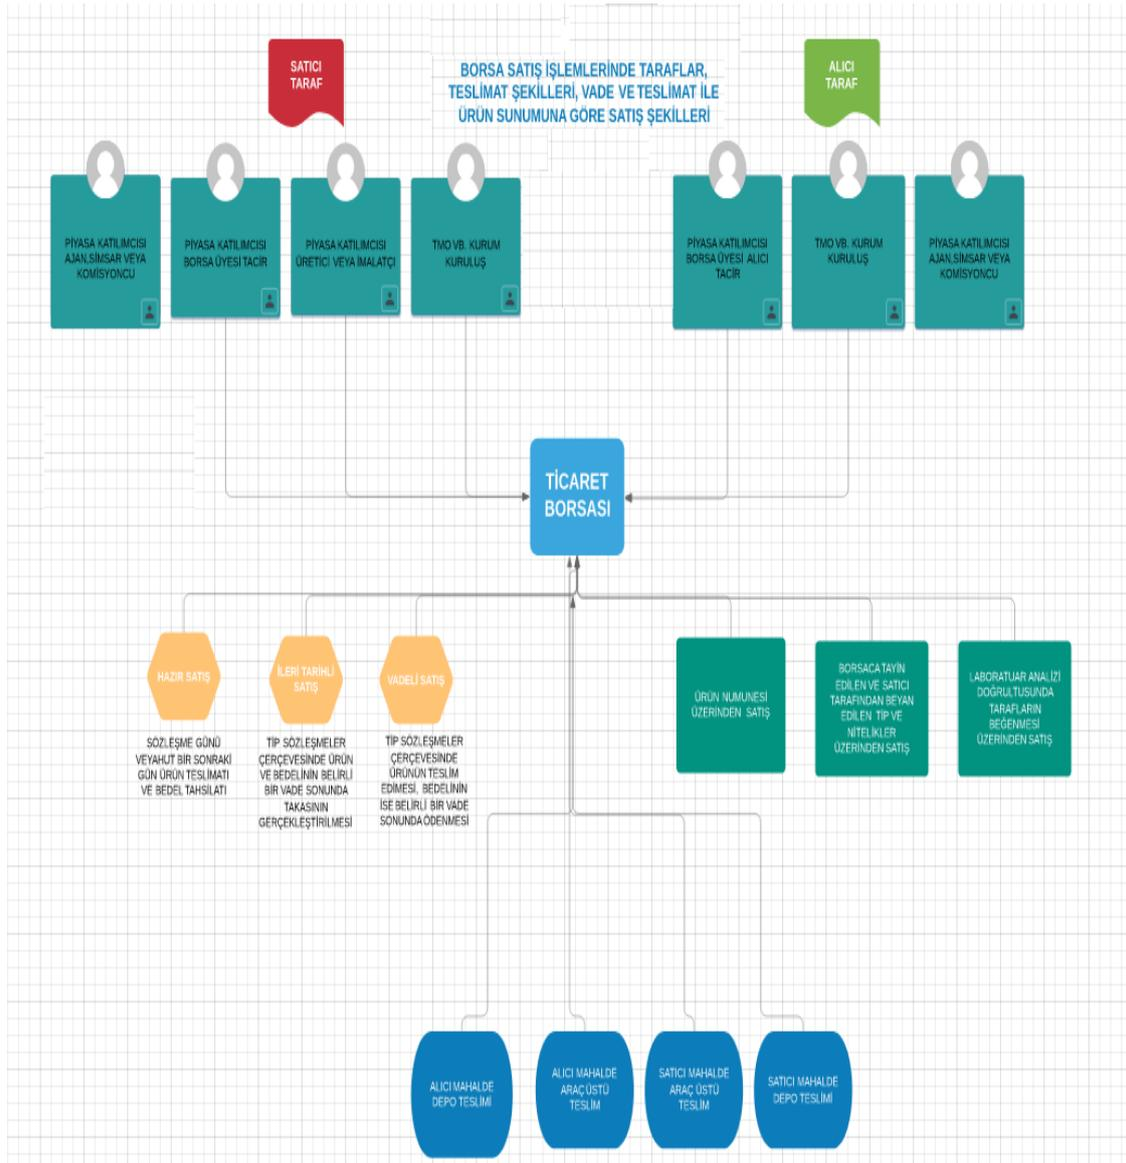 SATICI
TARAF
BORSA SATIŞ İŞLEMLERİNDE TARAFLAR,
TESLİMAT ŞEKİLLERİ, VADE VE TESLİMAT İLE
ÜRÜN SUNUMUNA GÖRE SATIŞ ŞEKİLLERİ
ALICI
TARAF
PİYASA KATILIMCISI
AJAN,SİMSAR VEYA
KOMİSYONCU
PİYASA KATILIMCISI
BORSA ÜYESİ TACİR
PİYASA KATILIMCISI
ÜRETİCİ VEYA İMALATÇI
TMO VB. KURUM
KURULUŞ
PİYASA KATILIMCISI
BORSA ÜYESİ ALICI
TACİR
TMO VB. KURUM
KURULUŞ
PİYASA KATILIMCISI
AJAN,SİMSAR VEYA
KOMİSYONCU
TİCARET
BORSASI
HAZIR SATIŞ
İLERİ TARİHLİ
SATIŞ
VADELİ SATIŞ
SÖZLEŞME GÜNÜ
VEYAHUT BİR SONRAKİ
GÜN ÜRÜN TESLİMATI
VE BEDEL TAHSİLATI
TİP SÖZLEŞMELER
ÇERÇEVESİNDE ÜRÜN
VE BEDELİNİN BELİRLİ
BİR VADE SONUNDA
TAKASININ
GERÇEKLEŞTİRİLMESİ
TİP SÖZLEŞMELER
ÇERÇEVESİNDE
ÜRÜNÜN TESLİM
EDİMESİ, BEDELİNİN
İSE BELİRLİ BİR VADE
SONUNDA ÖDENMESİ
ÜRÜN NUMUNESİ
ÜZERİNDEN SATIŞ
BORSACA TAYİN
EDİLEN VE SATICI
TARAFINDAN BEYAN
EDİLEN TİP VE
NİTELİKLER
ÜZERİNDEN SATIŞ
LABORATUAR ANALİZİ
DOĞRULTUSUNDA
TARAFLARIN
BEĞENMESİ
ÜZERİNDEN SATIŞ
ALICI MAHALDE
DEPO TESLİMİ
ALICI MAHALDE
ARAÇ ÜSTÜ
TESLİM
SATICI MAHALDE
ARAÇ ÜSTÜ
TESLİM
SATICI MAHALDE
DEPO TESLİMİ